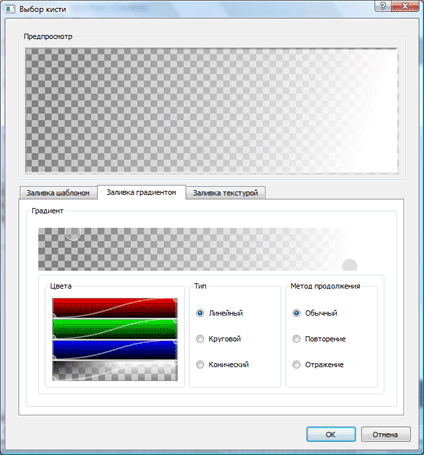 Выбор кисти
Предпросмотр
Заливка шаблоном Заливка градиентом Заливка текстурой
Градиент
Цвета Тип Метод продолжения
Линейный Обычный
Круговой Повторение
Конический Отражение
OK Отмена